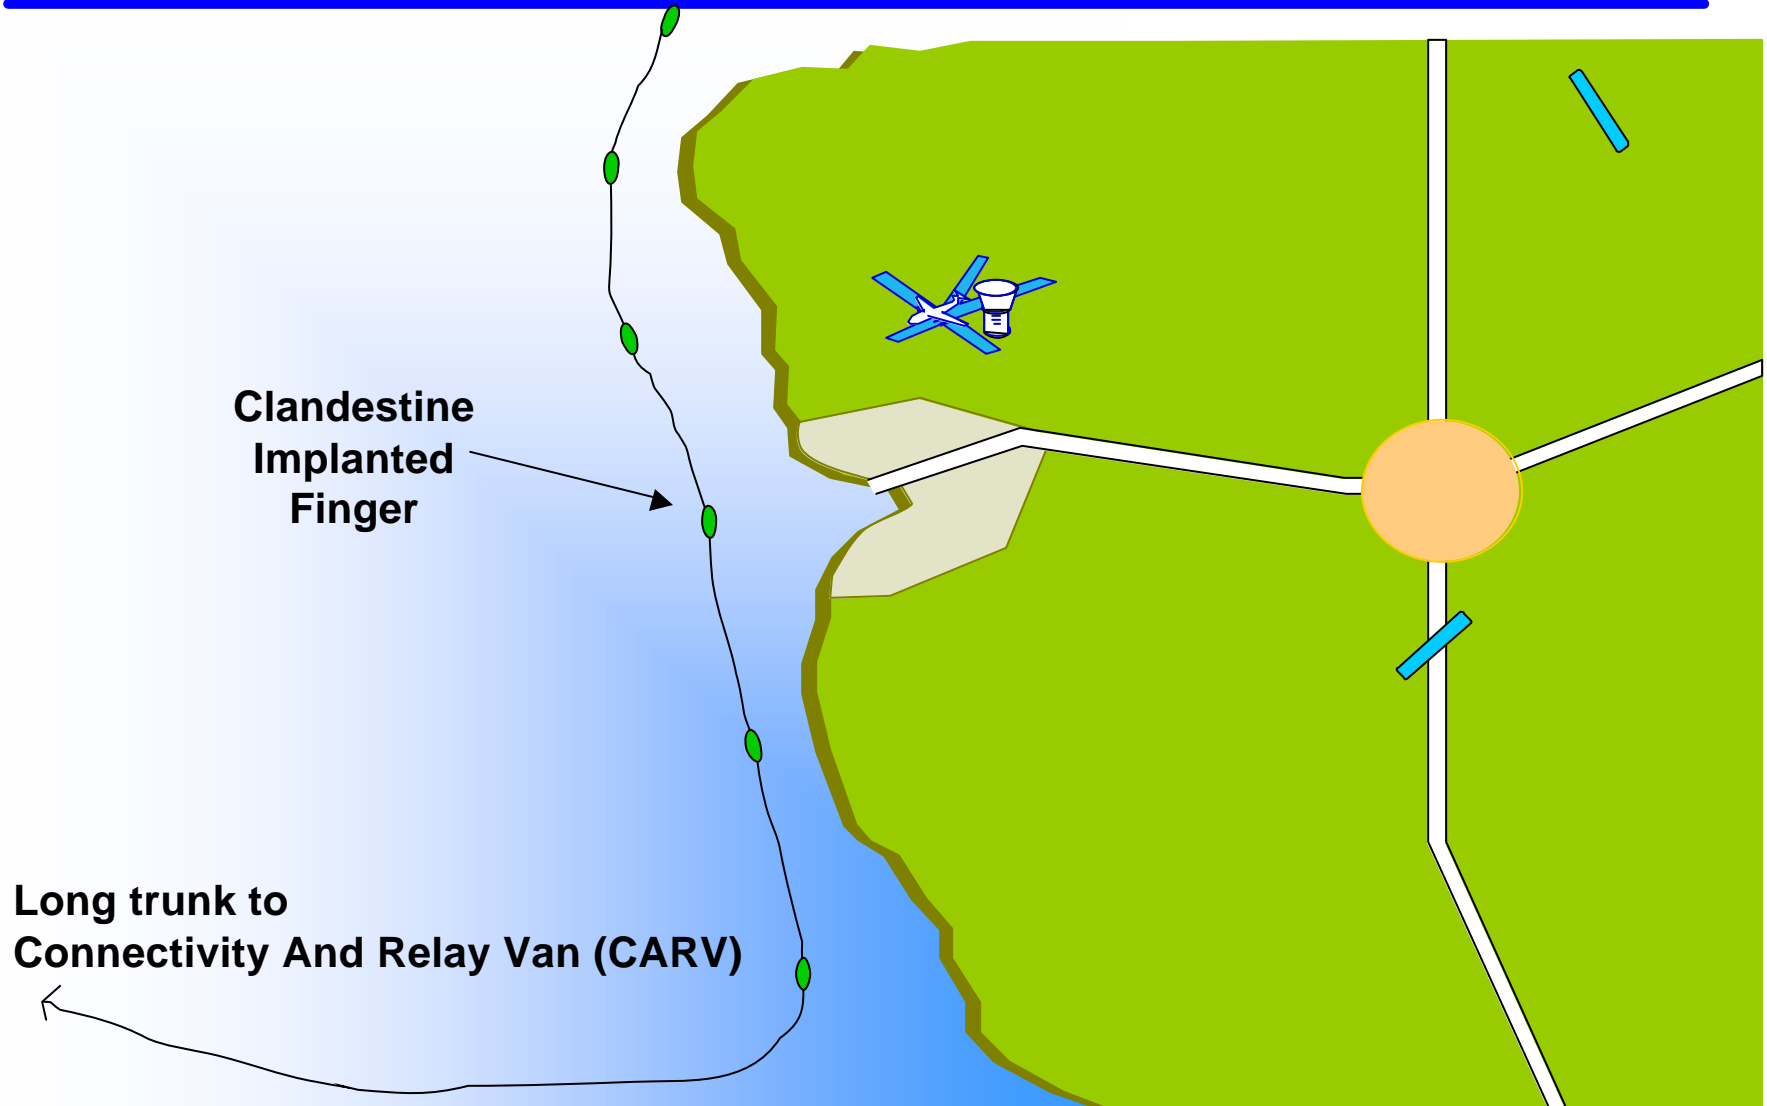 Clandestine
Implanted
Finger
Long trunk to
Connectivity And Relay Van (CARV)